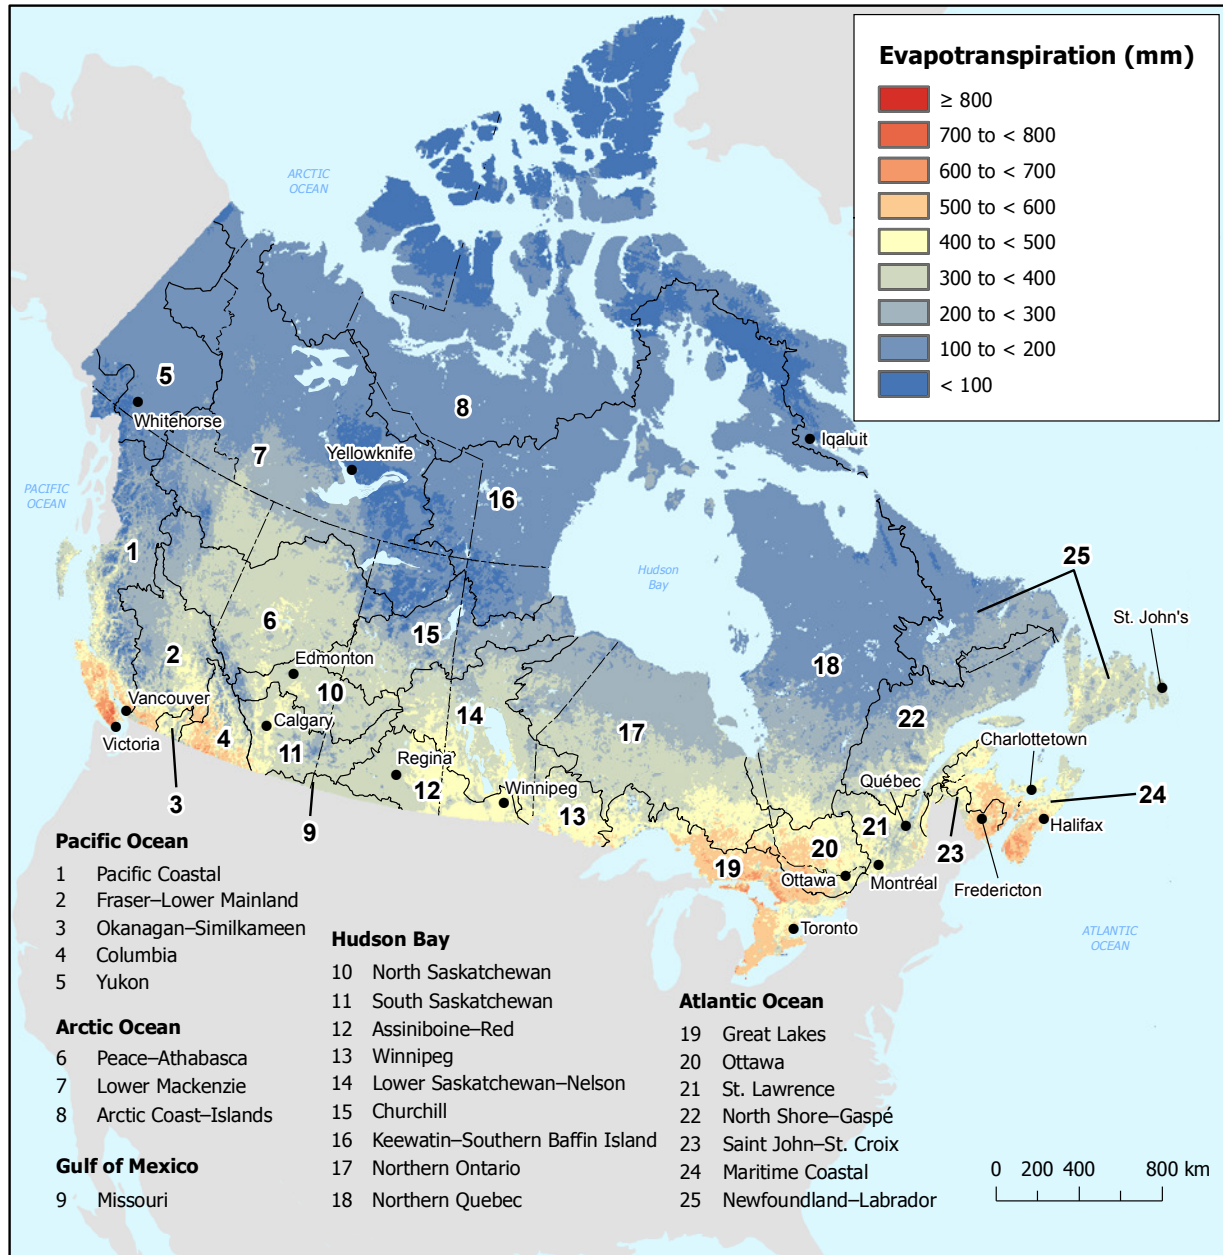 Evapotranspiration (mm)
≥ 800
700 to < 800
600 to < 700
500 to < 600
400 to < 500
300 to < 400
200 to < 300
100 to < 200
< 100
ARCTIC
OCEAN
5
Whitehorse
8
7
Yellowknife
Iqaluit
16
PACIFIC
OCEAN
1
Hudson
Bay
25
St. John's
6
15
2
Edmonton
18
10
Vancouver
14
22
Calgary
4
17
Charlottetown
Victoria
11
Regina
Québec
12
Winnipeg
3
13
24
9
21
Halifax
20
23
19
Ottawa
Montréal
Fredericton
Toronto
ATLANTIC
OCEAN
Pacific Ocean
1 Pacific Coastal
2 Fraser–Lower Mainland
3 Okanagan–Similkameen
4 Columbia
5 Yukon
Arctic Ocean
6 Peace–Athabasca
7 Lower Mackenzie
8 Arctic Coast–Islands
Gulf of Mexico
9 Missouri
Hudson Bay
10 North Saskatchewan
11 South Saskatchewan
12 Assiniboine–Red
13 Winnipeg
14 Lower Saskatchewan–Nelson
15 Churchill
16 Keewatin–Southern Baffin Island
17 Northern Ontario
18 Northern Quebec
Atlantic Ocean
19 Great Lakes
20 Ottawa
21 St. Lawrence
22 North Shore–Gaspé
23 Saint John–St. Croix
24 Maritime Coastal
25 Newfoundland–Labrador
0 200 400 800 km